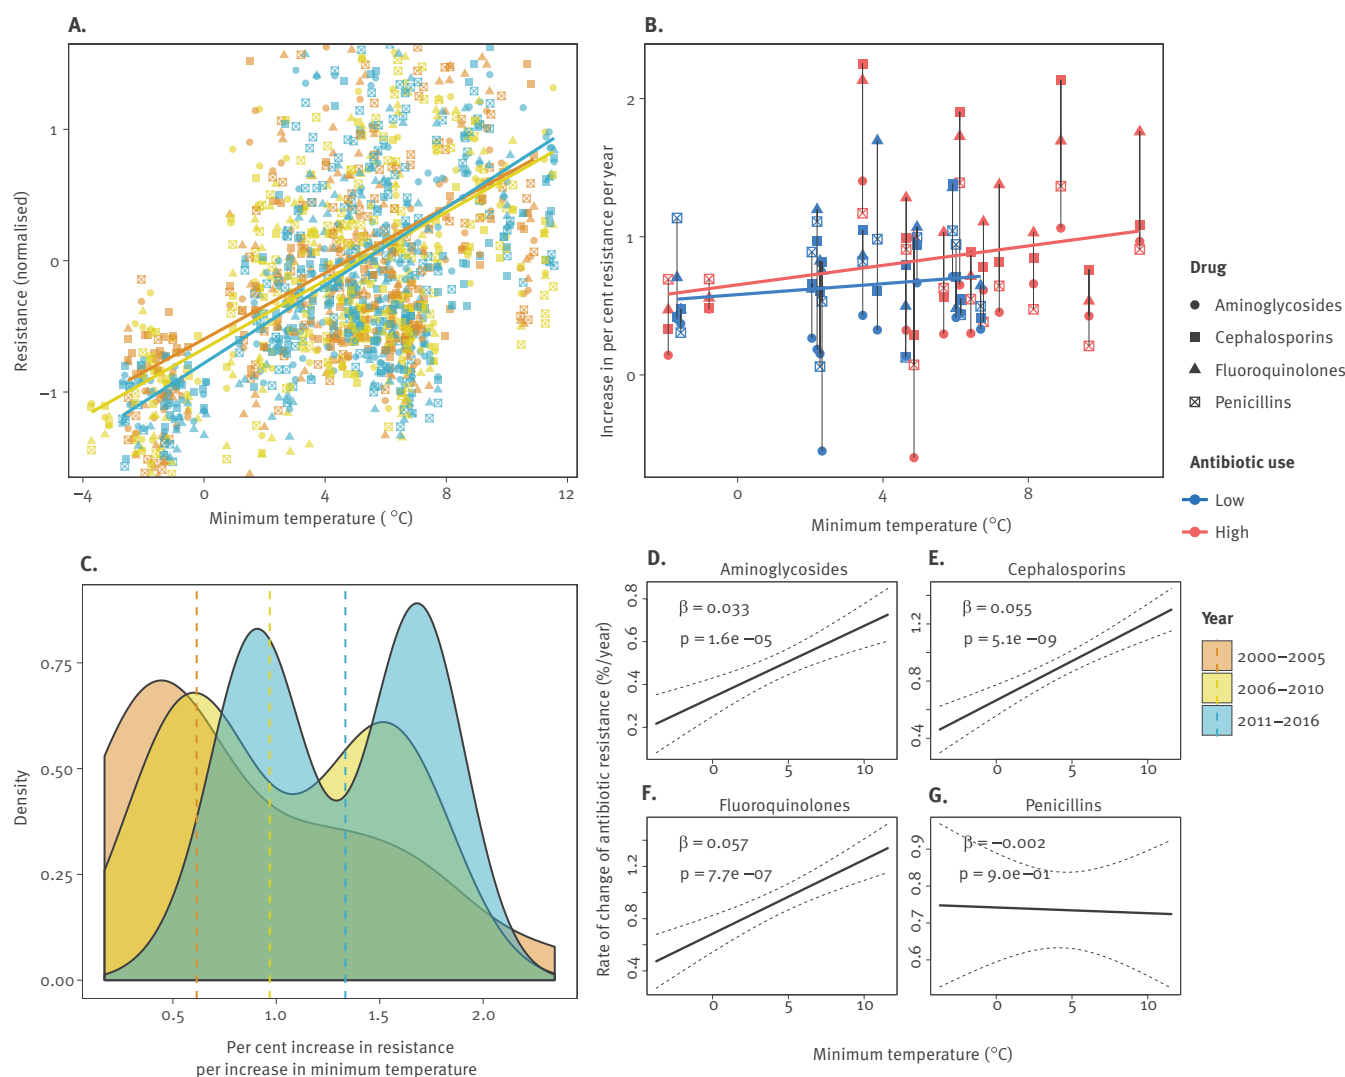 A.
Resistance (normalised)
1
0
−1
−4
0
4
8
12
Minimum temperature ( °C)
B.
Increase in per cent resistance per year
2
1
0
0
4
8
Minimum temperature (°C)
Drug
Aminoglycosides
Cephalosporins
Fluoroquinolones
Penicillins
Antibiotic use
Low
High
C.
Density
0.75
0.50
0.25
0.00
0.5
1.0
1.5
2.0
Per cent increase in resistance
per increase in minimum temperature
Rate of change of antibiotic resistance (%/year)
D.
Aminoglycosides
β = 0.033
p = 1.6e −05
0.8
0.6
0.4
0.2
0
5
10
E.
Cephalosporins
β = 0.055
p = 5.1e −09
1.2
0.8
0.4
0
5
10
F.
Fluoroquinolones
β = 0.057
p = 7.7e −07
1.2
0.8
0.4
0
5
10
G.
Penicillins
β = −0.002
p = 9.0e−01
0.9
0.8
0.7
0.6
0
5
10
Minimum temperature (°C)
Year
2000−2005
2006−2010
2011−2016